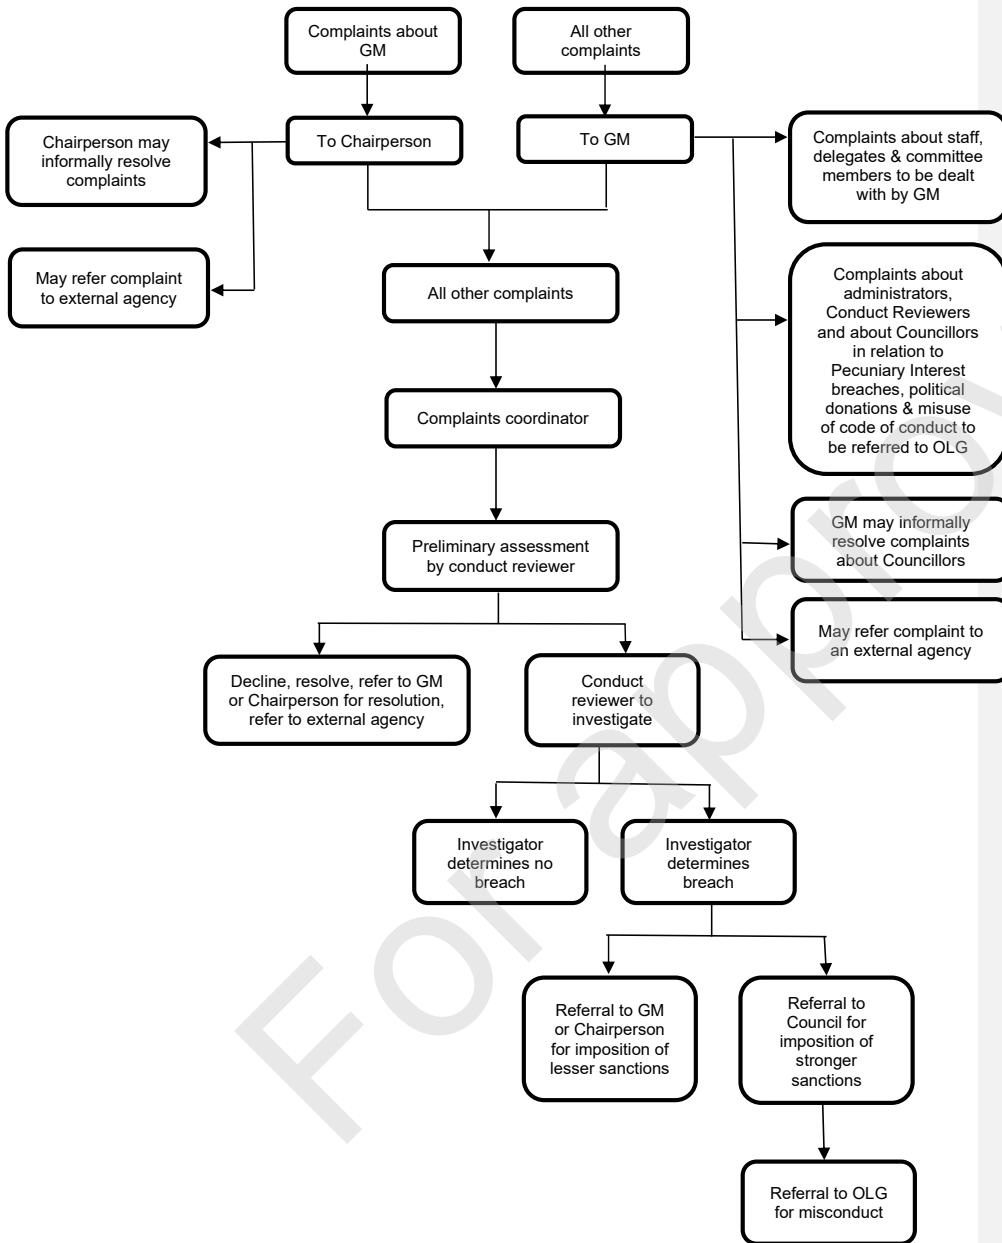 Complaints about
GM
All other
complaints
Chairperson may
informally resolve
complaints
To Chairperson
To GM
Complaints about staff,
delegates & committee
members to be dealt
with by GM
May refer complaint
to external agency
All other complaints
Complaints about
administrators,
Conduct Reviewers
and about Councillors
in relation to
Pecuniary Interest
breaches, political
donations & misuse
of code of conduct to
be referred to OLG
Complaints coordinator
GM may informally
resolve complaints
about Councillors
Preliminary assessment
by conduct reviewer
May refer complaint to
an external agency
Decline, resolve, refer to GM
or Chairperson for resolution,
refer to external agency
Conduct
reviewer to
investigate
Investigator
determines no
breach
Investigator
determines
breach
Referral to GM
or Chairperson
for imposition of
lesser sanctions
Referral to
Council for
imposition of
stronger
sanctions
Referral to OLG
for misconduct
For